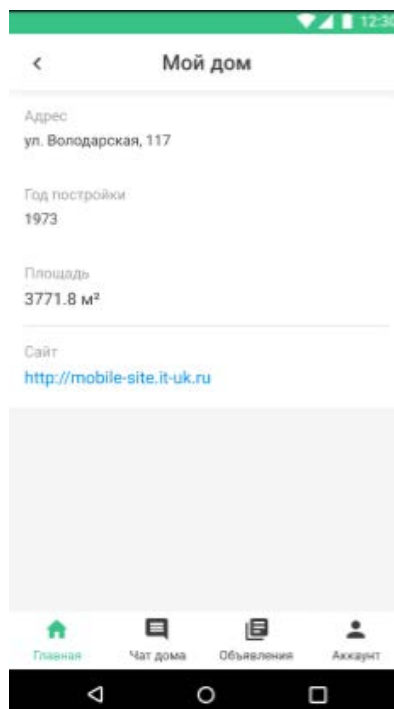 12:30
Мой дом
Адрес
ул. Володарская, 117
Год постройки
1973
Площадь
3771.8 м²
Сайт
http://mobile-site.it-uk.ru
Главная
Чат дома
Объявления
Аккаунт